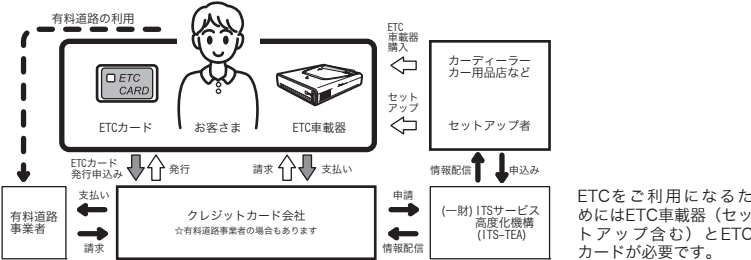 有料道路の利用
ETC
車載器
購入
カーディーラー
カー用品店など
ETC
CARD
セット
アップ
ETCカード
お客さま
ETC車載器
セットアップ者
ETCカード
発行申込み
発行
請求
支払い
情報配信
申込み
支払い
申請
有料道路
事業者
クレジットカード会社
☆有料道路事業者の場合もあります
(一財) ITSサービス
高度化機構
(ITS-TEA)
請求
情報配信
ETCをご利用になるた
めにはETC車載器（セッ
トアップ含む）とETC
カードが必要です。